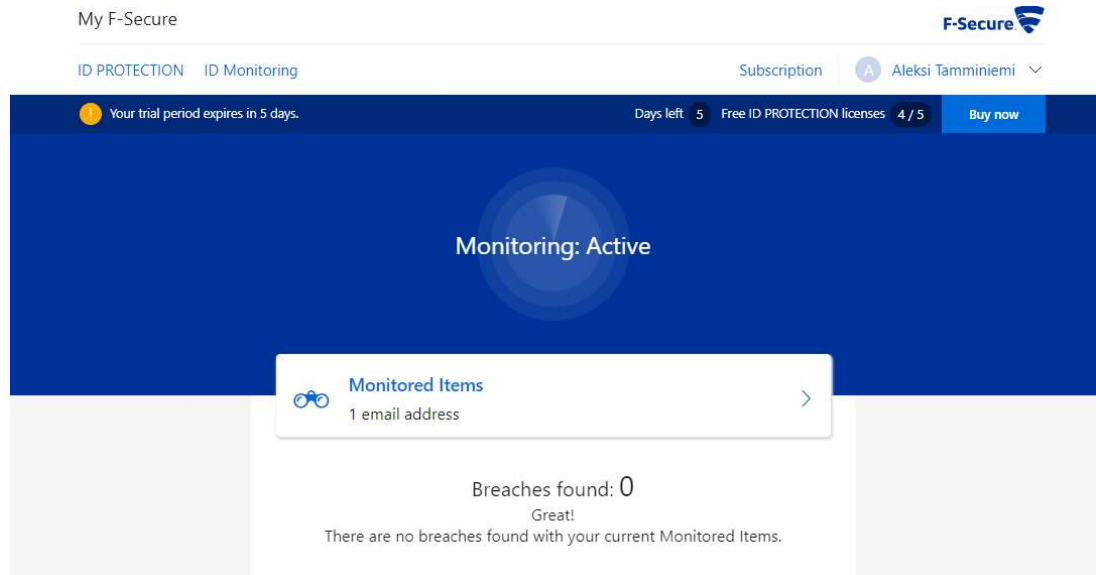 My F-Secure
F-Secure
ID PROTECTION ID Monitoring Subscription A Aleksi Tamminiemi
! Your trial period expires in 5 days. Days left 5 Free ID PROTECTION licenses 4 / 5 Buy now
Monitoring: Active
Monitored Items
1 email address
Breaches found: 0
Great!
There are no breaches found with your current Monitored Items.